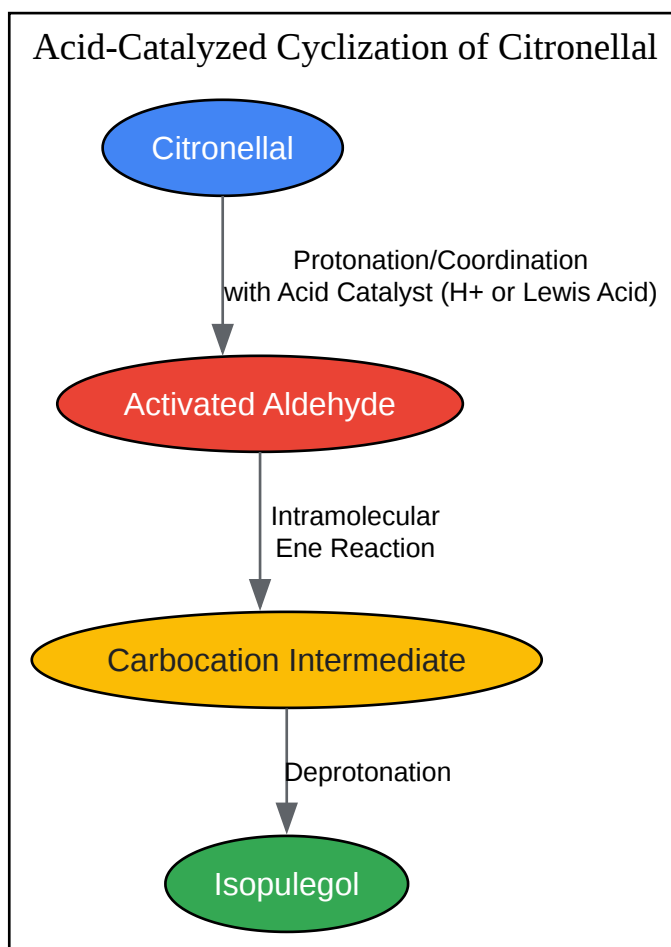 Acid-Catalyzed Cyclization of Citronellal
Citronellal
Protonation/Coordination
with Acid Catalyst (H+ or Lewis Acid)
Activated Aldehyde
Intramolecular
Ene Reaction
Carbocation Intermediate
Deprotonation
Isopulegol